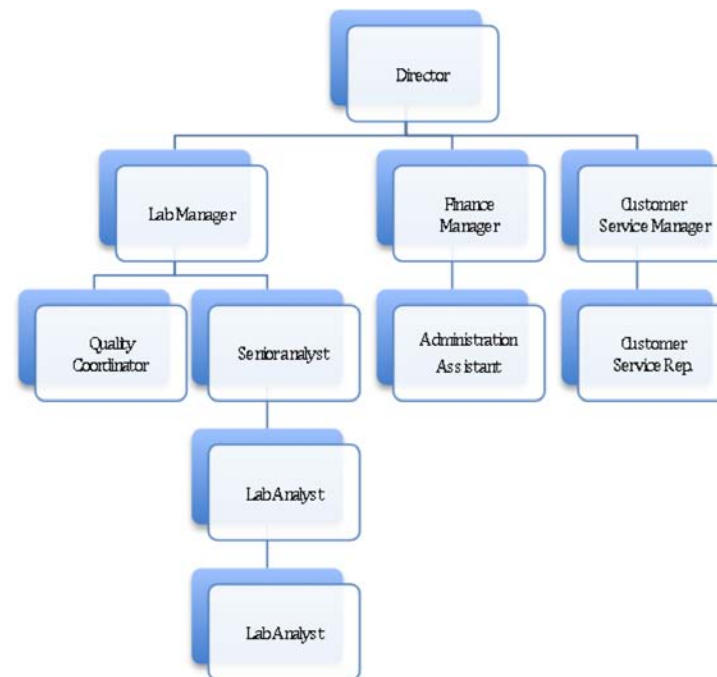 Director
Lab Manager
Finance
Manager
Customer
Service Manager
Quality
Coordinator
Senior analyst
Administration
Assistant
Customer
Service Rep.
Lab Analyst
Lab Analyst